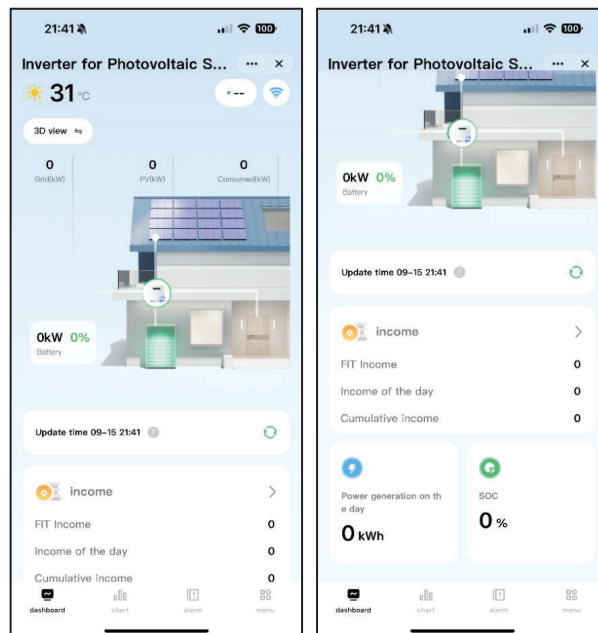 21:41
100
Inverter for Photovoltaic S...
31 °C
--
3D view
0 0 0
Grid(kW) PV(kW) Consumed(kW)
0kW 0%
Battery
Update time 09-15 21:41
income
FIT Income 0
Income of the day 0
Cumulative income 0
dashboard chart alarm menu
21:41
100
Inverter for Photovoltaic S...
0kW 0%
Battery
Update time 09-15 21:41
income
FIT Income 0
Income of the day 0
Cumulative income 0
Power generation on th
e day
0 kWh
SOC
0 %
dashboard chart alarm menu